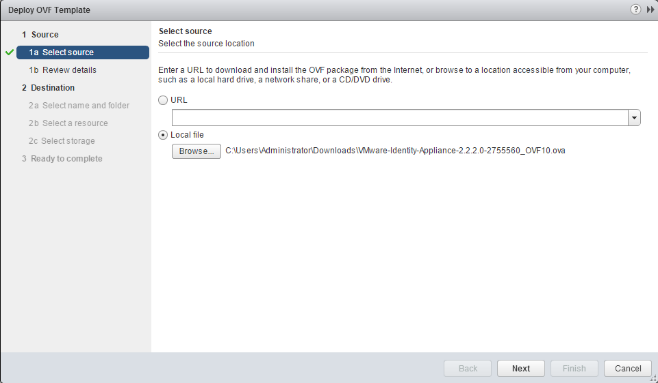 Deploy OVF Template
?
1 Source
1a Select source
1b Review details
2 Destination
2a Select name and folder
2b Select a resource
2c Select storage
3 Ready to complete
Select source
Select the source location
Enter a URL to download and install the OVF package from the Internet, or browse to a location accessible from your computer,
such as a local hard drive, a network share, or a CD/DVD drive.
URL
Local file
Browse... C:\Users\Administrator\Downloads\VMware-Identity-Appliance-2.2.2.0-2755560_OVF10.ova
Back Next Finish Cancel